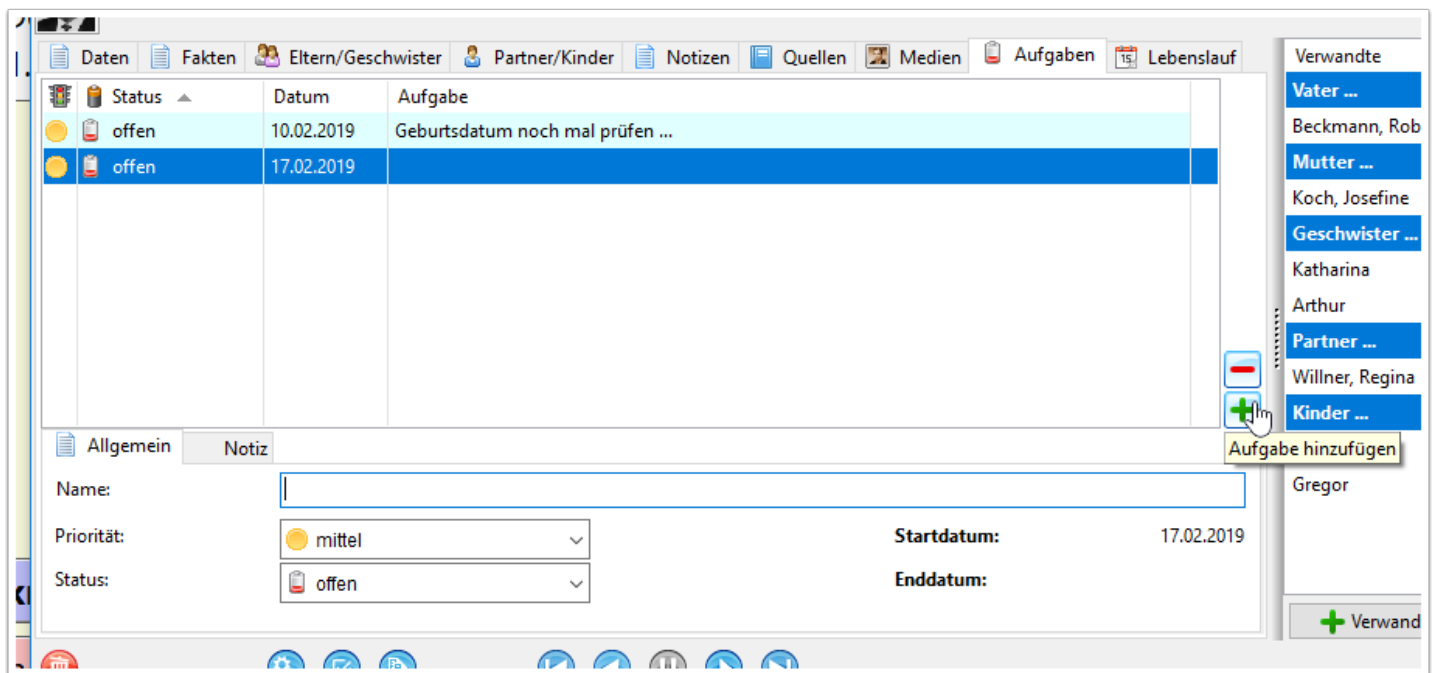 Daten Fakten Eltern/Geschwister Partner/Kinder Notizen Quellen Medien Aufgaben 15 Lebenslauf
Status Datum Aufgabe
offen 10.02.2019 Geburtsdatum noch mal prüfen ...
offen 17.02.2019
Allgemein Notiz
Name:
Priorität: mittel Startdatum: 17.02.2019
Status: offen Enddatum:
Verwandte
Vater ...
Beckmann, Rob
Mutter ...
Koch, Josefine
Geschwister ...
Katharina
Arthur
Partner ...
Willner, Regina
Kinder ...
Aufgabe hinzufügen
Gregor
Verwand